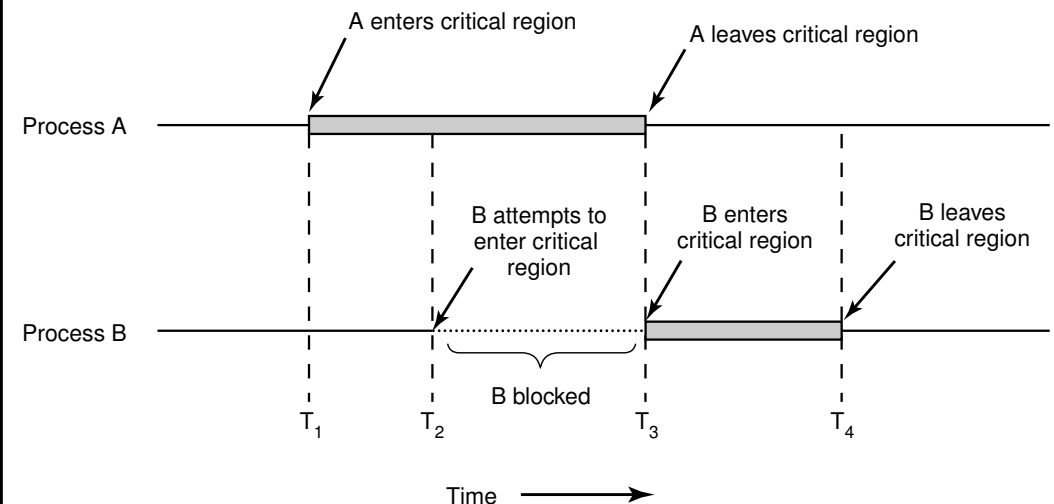 A enters critical region
A leaves critical region
Process A
B attempts to
enter critical
region
B enters
critical region
B leaves
critical region
Process B
B blocked
T1
T2
T3
T4
Time